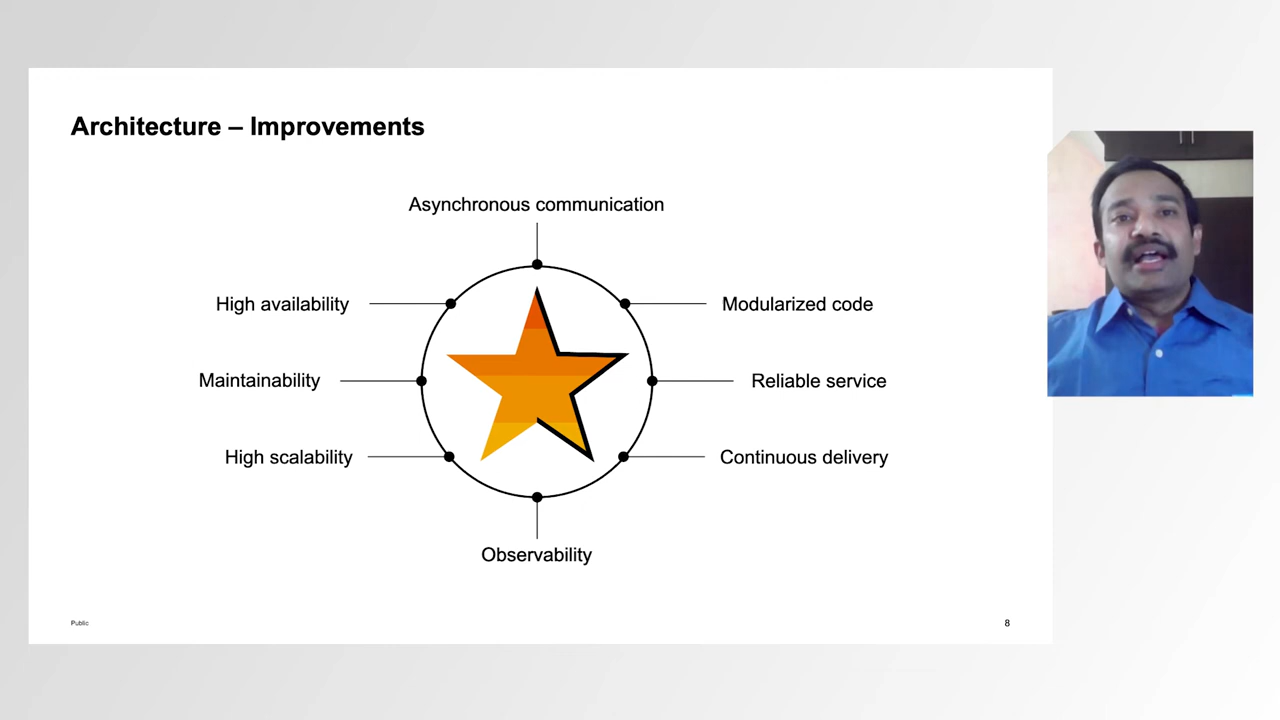 Architecture – Improvements
Asynchronous communication
High availability
Modularized code
Maintainability
Reliable service
High scalability
Continuous delivery
Observability
Public
8